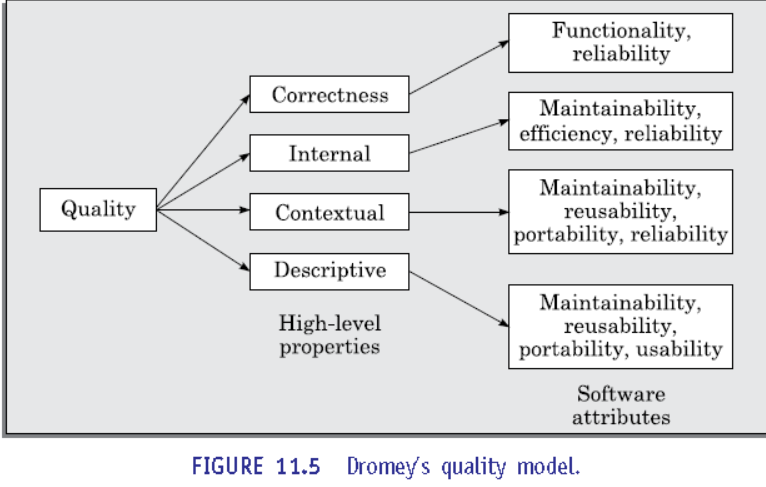 Quality
Correctness
Internal
Contextual
Descriptive
High-level
properties
Functionality,
reliability
Maintainability,
efficiency, reliability
Maintainability,
reusability,
portability, reliability
Maintainability,
reusability,
portability, usability
Software
attributes
FIGURE 11.5 Dromey's quality model.